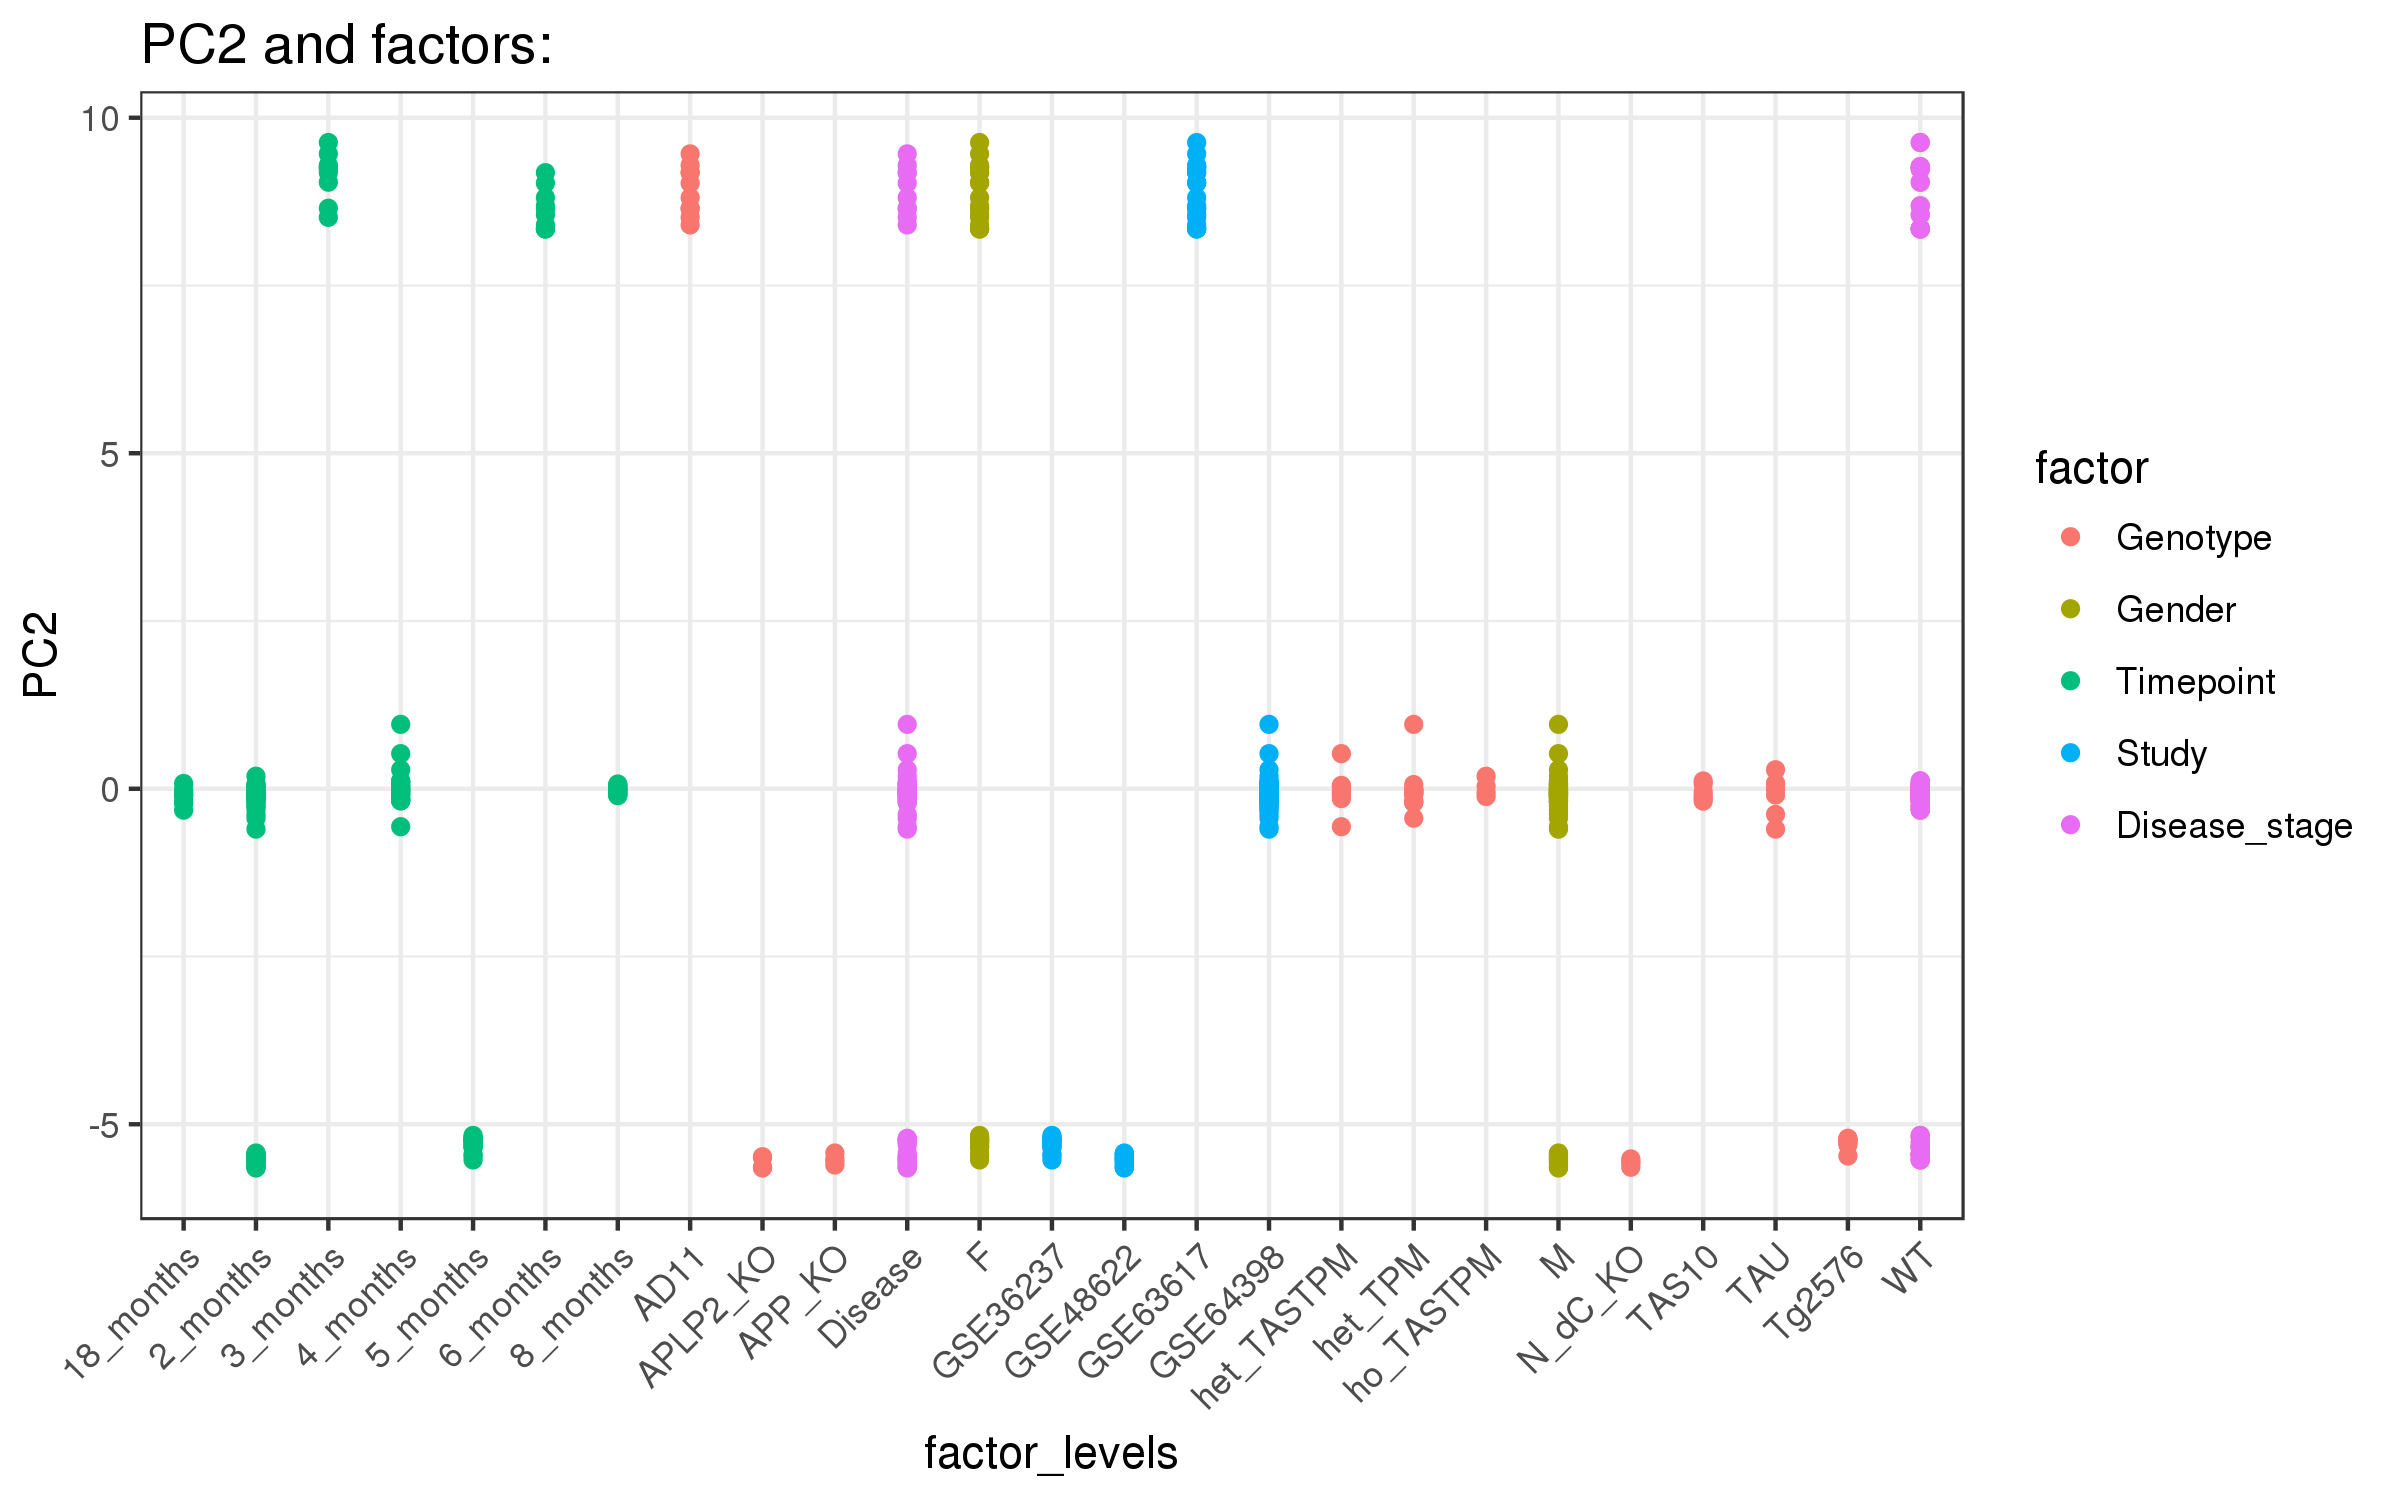 PC2 and factors:
10
5
0
-5
PC2
18_months
2_months
3_months
4_months
5_months
6_months
8_months
AD11
APLP2_KO
APP_KO
Disease
F
GSE36237
GSE48622
GSE63617
GSE64398
het_TASTPM
het_TPM
ho_TASTPM
M
N_dC_KO
TAS10
TAU
Tg2576
WT
factor_levels
factor
Genotype
Gender
Timepoint
Study
Disease_stage